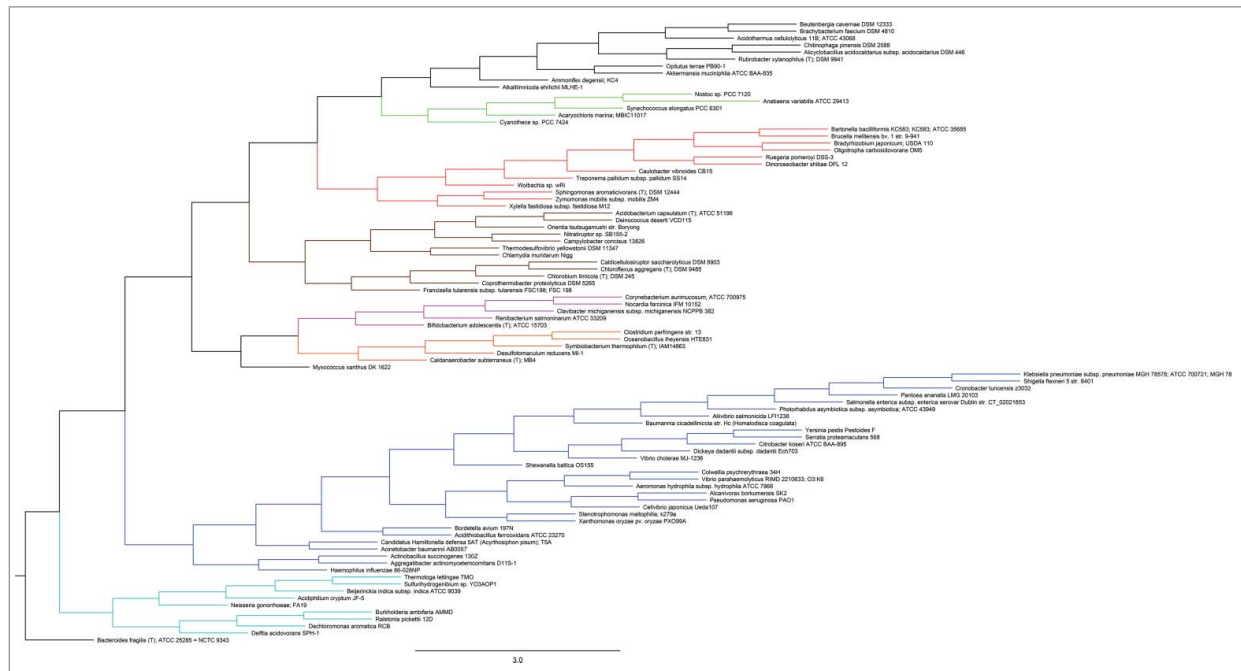 Beutenbergia cavernae DSM 12333
Brachybacterium faecium DSM 4810
Acidothermus cellulolyticus 11B; ATCC 43068
Chitinophaga pinensis DSM 2588
Alicyclobacillus acidocaldarius subsp. acidocaldarius DSM 446
Rubrobacter xylanophilus (T); DSM 9941
Opitutus terrae PB90-1
Akkermansia muciniphila ATCC BAA-835
Ammonifex degensii; KC4
Alkalilimnicola ehrlichii MLHE-1
Nostoc sp. PCC 7120
Anabaena variabilis ATCC 29413
Synechococcus elongatus PCC 6301
Acaryochloris marina; MBIC11017
Cyanothece sp. PCC 7424
Bartonella bacilliformis KC583; KC583; ATCC 35685
Brucella melitensis bv. 1 str. 9-941
Bradyrhizobium japonicum; USDA 110
Oligotropha carboxidovorans OM5
Ruegeria pomeroyi DSS-3
Dinoroseobacter shibae DFL 12
Caulobacter vibrioides CB15
Treponema pallidum subsp. pallidum SS14
Wolbachia sp. wRi
Sphingomonas aromaticivorans (T); DSM 12444
Zymomonas mobilis subsp. mobilis ZM4
Xylella fastidiosa subsp. fastidiosa M12
Acidobacterium capsulatum (T); ATCC 51196
Deinococcus deserti VCD115
Orientia tsutsugamushi str. Boryong
Nitratiruptor sp. SB155-2
Campylobacter concisus 13826
Thermodesulfovibrio yellowstonii DSM 11347
Chlamydia muridarum Nigg
Caldicellulosiruptor saccharolyticus DSM 8903
Chloroflexus aggregans (T); DSM 9485
Chlorobium limicola (T); DSM 245
Coprothermobacter proteolyticus DSM 5265
Francisella tularensis subsp. tularensis FSC198; FSC 198
Corynebacterium aurimucosum; ATCC 700975
Nocardia farcinica IFM 10152
Clavibacter michiganensis subsp. michiganensis NCPPB 382
Renibacterium salmoninarum ATCC 33209
Bifidobacterium adolescentis (T); ATCC 15703
Clostridium perfringens str. 13
Oceanobacillus iheyensis HTE831
Symbiobacterium thermophilum (T); IAM14863
Desulfotomaculum reducens MI-1
Caldanaerobacter subterraneus (T); MB4
Myxococcus xanthus DK 1622
Klebsiella pneumoniae subsp. pneumoniae MGH 78578; ATCC 700721; MGH 78
Shigella flexneri 5 str. 8401
Cronobacter turicensis z3032
Pantoea ananatis LMG 20103
Salmonella enterica subsp. enterica serovar Dublin str. CT_02021853
Photorhabdus asymbiotica subsp. asymbiotica; ATCC 43949
Aliivibrio salmonicida LFI1238
Baumannia cicadellinicola str. Hc (Homalodisca coagulata)
Yersinia pestis Pestoides F
Serratia proteamaculans 568
Citrobacter koseri ATCC BAA-895
Dickeya dadantii subsp. dadantii Ech703
Vibrio cholerae MJ-1236
Shewanella baltica OS155
Colwellia psychrerythraea 34H
Vibrio parahaemolyticus RIMD 2210633; O3:K6
Aeromonas hydrophila subsp. hydrophila ATCC 7966
Alcanivorax borkumensis SK2
Pseudomonas aeruginosa PAO1
Cellvibrio japonicus Ueda107
Stenotrophomonas maltophilia; k279a
Xanthomonas oryzae pv. oryzae PXO99A
Bordetella avium 197N
Acidithiobacillus ferrooxidans ATCC 23270
Candidatus Hamiltonella defensa 5AT (Acyrthosiphon pisum); T5A
Acinetobacter baumannii AB0057
Actinobacillus succinogenes 130Z
Aggregatibacter actinomycetemcomitans D11S-1
Haemophilus influenzae 86-028NP
Thermotoga lettingae TMO
Sulfurihydrogenibium sp. YO3AOP1
Beijerinckia indica subsp. indica ATCC 9039
Acidiphilium cryptum JF-5
Neisseria gonorrhoeae; FA19
Burkholderia ambifaria AMMD
Ralstonia pickettii 12D
Dechloromonas aromatica RCB
Delftia acidovorans SPH-1
Bacteroides fragilis (T); ATCC 25285 = NCTC 9343
3.0